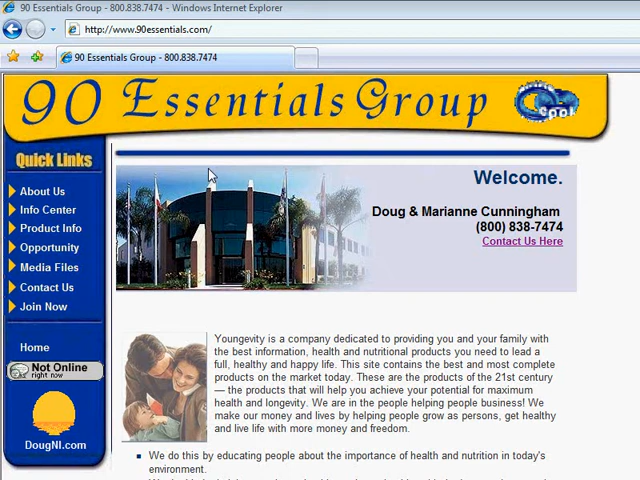 90 Essentials Group - 800.838.7474 - Windows Internet Explorer
http://www.90essentials.com/
90 Essentials Group - 800.838.7474
90 Essentials Group
Cool
Quick Links
About Us
Info Center
Product Info
Opportunity
Media Files
Contact Us
Join Now
Home
Not Online
right now
DougNI.com
Welcome.
Doug & Marianne Cunningham
(800) 838-7474
Contact Us Here
Youngevity is a company dedicated to providing you and your family with
the best information, health and nutritional products you need to lead a
full, healthy and happy life. This site contains the best and most complete
products on the market today. These are the products of the 21st century
— the products that will help you achieve your potential for maximum
health and longevity. We are in the people helping people business! We
make our money and lives by helping people grow as persons, get healthy
and live life with more money and freedom.
We do this by educating people about the importance of health and nutrition in today's
environment.